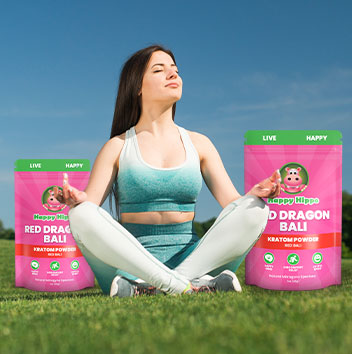 LIVE HAPPY
Happy Hippo
RED DRAGON
BALI
KRATOM POWDER
RED BALI
LIVE HAPPY
Happy Hippo
RED DRAGON
BALI
KRATOM POWDER
RED BALI